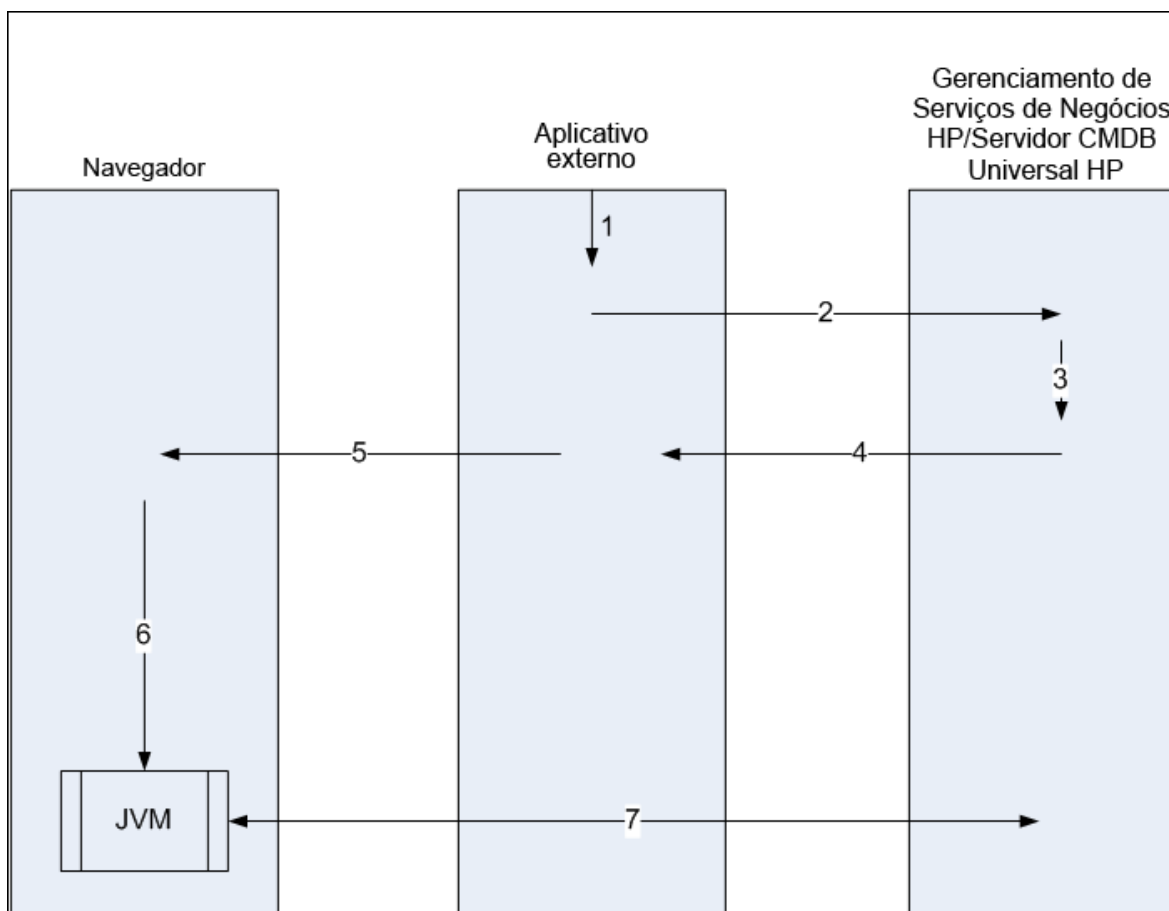 Navegador
Aplicativo
externo
Gerenciamento de
Serviços de Negócios
HP/Servidor CMDB
Universal HP
1
2
3
4
5
6
JVM
7